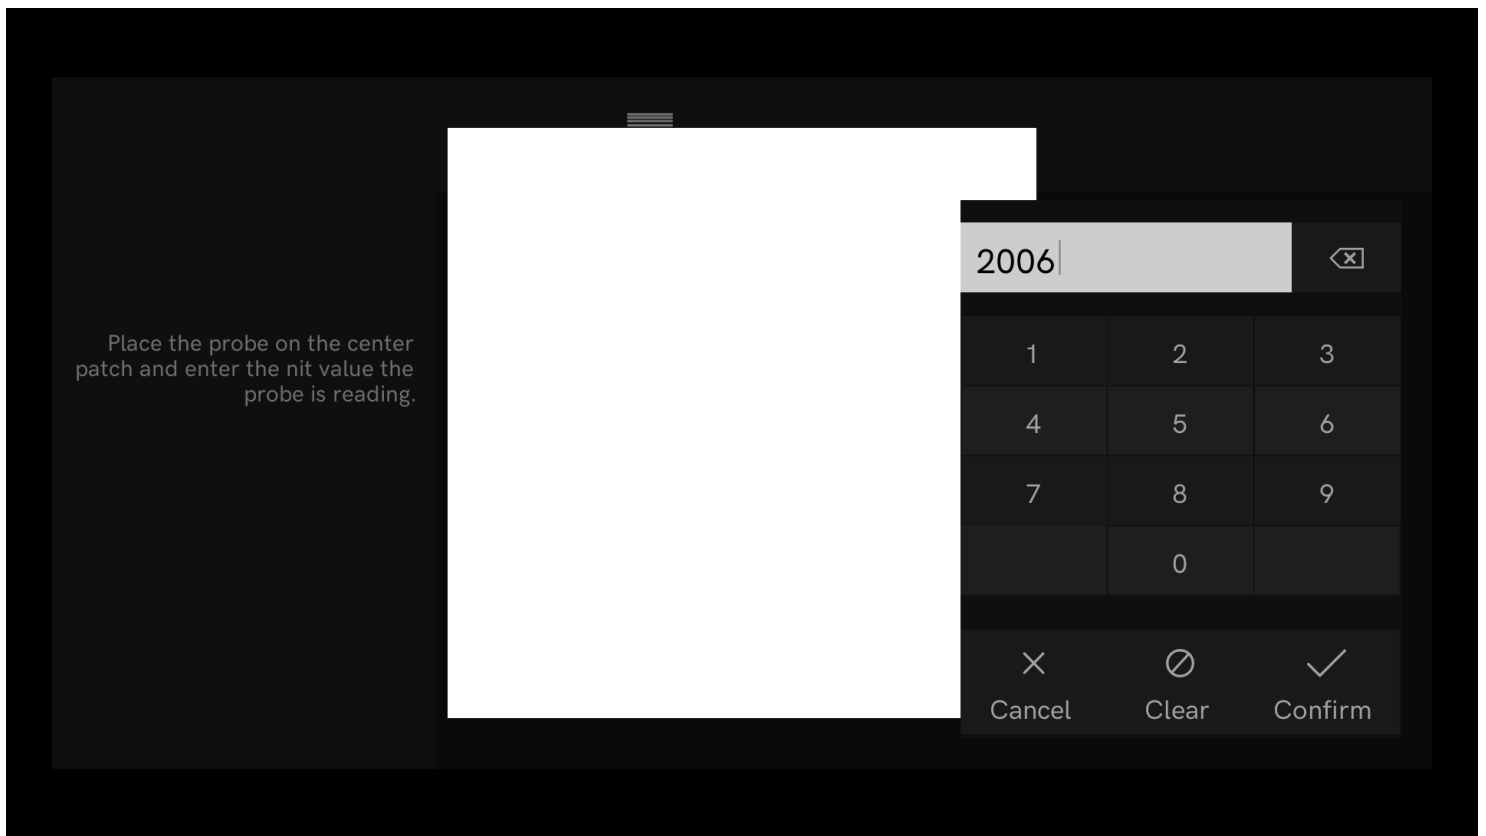 Place the probe on the center
patch and enter the nit value the
probe is reading.
2006
1 2 3
4 5 6
7 8 9
0
Cancel Clear Confirm